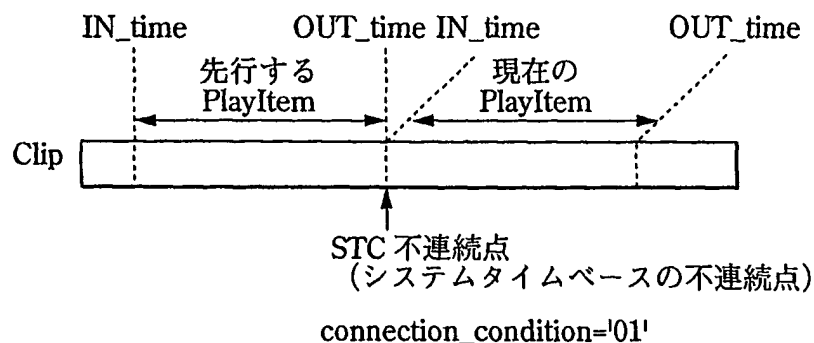 IN_time OUT_time IN_time OUT_time
先行する 現在の
PlayItem PlayItem
Clip
STC 不連続点
（システムタイムベースの不連続点）
connection_condition='01'